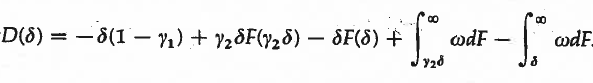 D(δ) = −δ(1 − γ₁) + γ₂δF(γ₂δ) − δF(δ) + ∫_{γ₂δ}^{∞} ωdF − ∫_{δ}^{∞} ωdF.